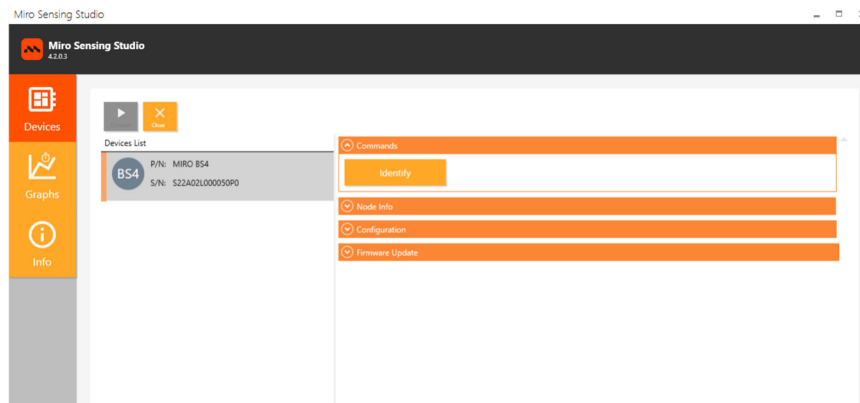 Miro Sensing Studio
Miro Sensing Studio
4.2.0.3
Devices
Graphs
Info
Close
Devices List
BS4
P/N: MIRO BS4
S/N: S22A02L000050P0
Commands
Identify
Node Info
Configuration
Firmware Update